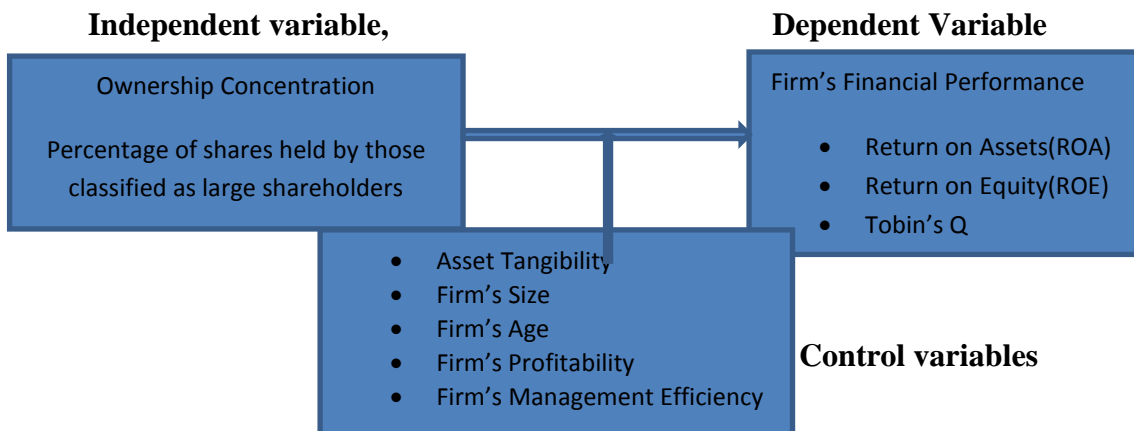 Independent variable,
Dependent Variable
Ownership Concentration
Percentage of shares held by those
classified as large shareholders
Firm’s Financial Performance
• Return on Assets(ROA)
• Return on Equity(ROE)
• Tobin’s Q
• Asset Tangibility
• Firm’s Size
• Firm’s Age
• Firm’s Profitability
• Firm’s Management Efficiency
Control variables